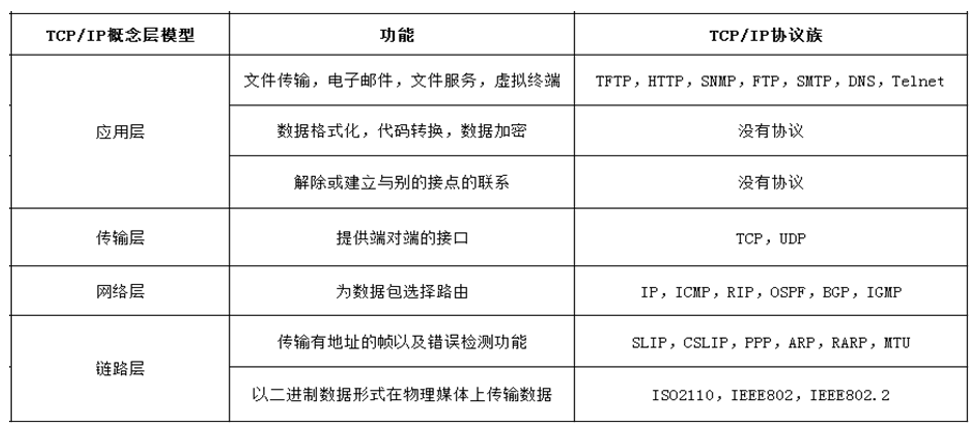 TCP/IP概念层模型 功能 TCP/IP协议族
应用层
文件传输，电子邮件，文件服务，虚拟终端 TFTP，HTTP，SNMP，FTP，SMTP，DNS，Telnet
数据格式化，代码转换，数据加密 没有协议
解除或建立与别的接点的联系 没有协议
传输层 提供端对端的接口 TCP，UDP
网络层 为数据包选择路由 IP，ICMP，RIP，OSPF，BGP，IGMP
链路层
传输有地址的帧以及错误检测功能 SLIP，CSLIP，PPP，ARP，RARP，MTU
以二进制数据形式在物理媒体上传输数据 ISO2110，IEEE802，IEEE802.2